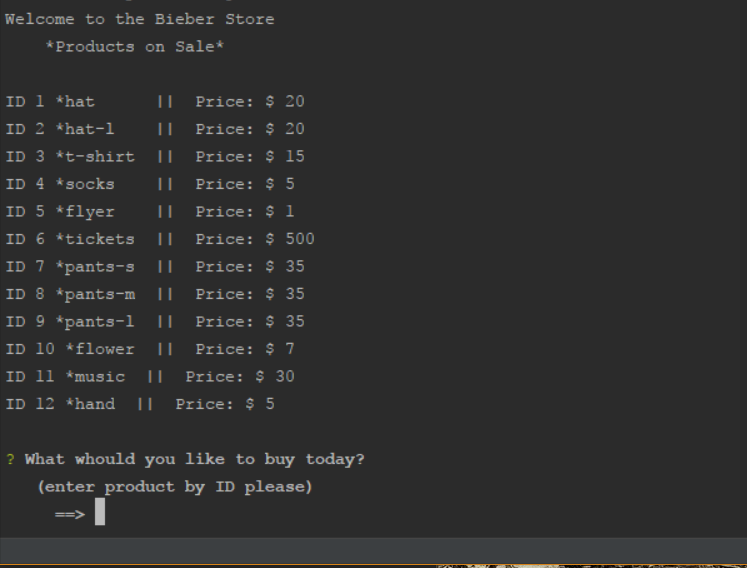 Welcome to the Bieber Store
*Products on Sale*
ID 1 *hat || Price: $ 20
ID 2 *hat-l || Price: $ 20
ID 3 *t-shirt || Price: $ 15
ID 4 *socks || Price: $ 5
ID 5 *flyer || Price: $ 1
ID 6 *tickets || Price: $ 500
ID 7 *pants-s || Price: $ 35
ID 8 *pants-m || Price: $ 35
ID 9 *pants-l || Price: $ 35
ID 10 *flower || Price: $ 7
ID 11 *music || Price: $ 30
ID 12 *hand || Price: $ 5
? What whould you like to buy today?
(enter product by ID please)
==>